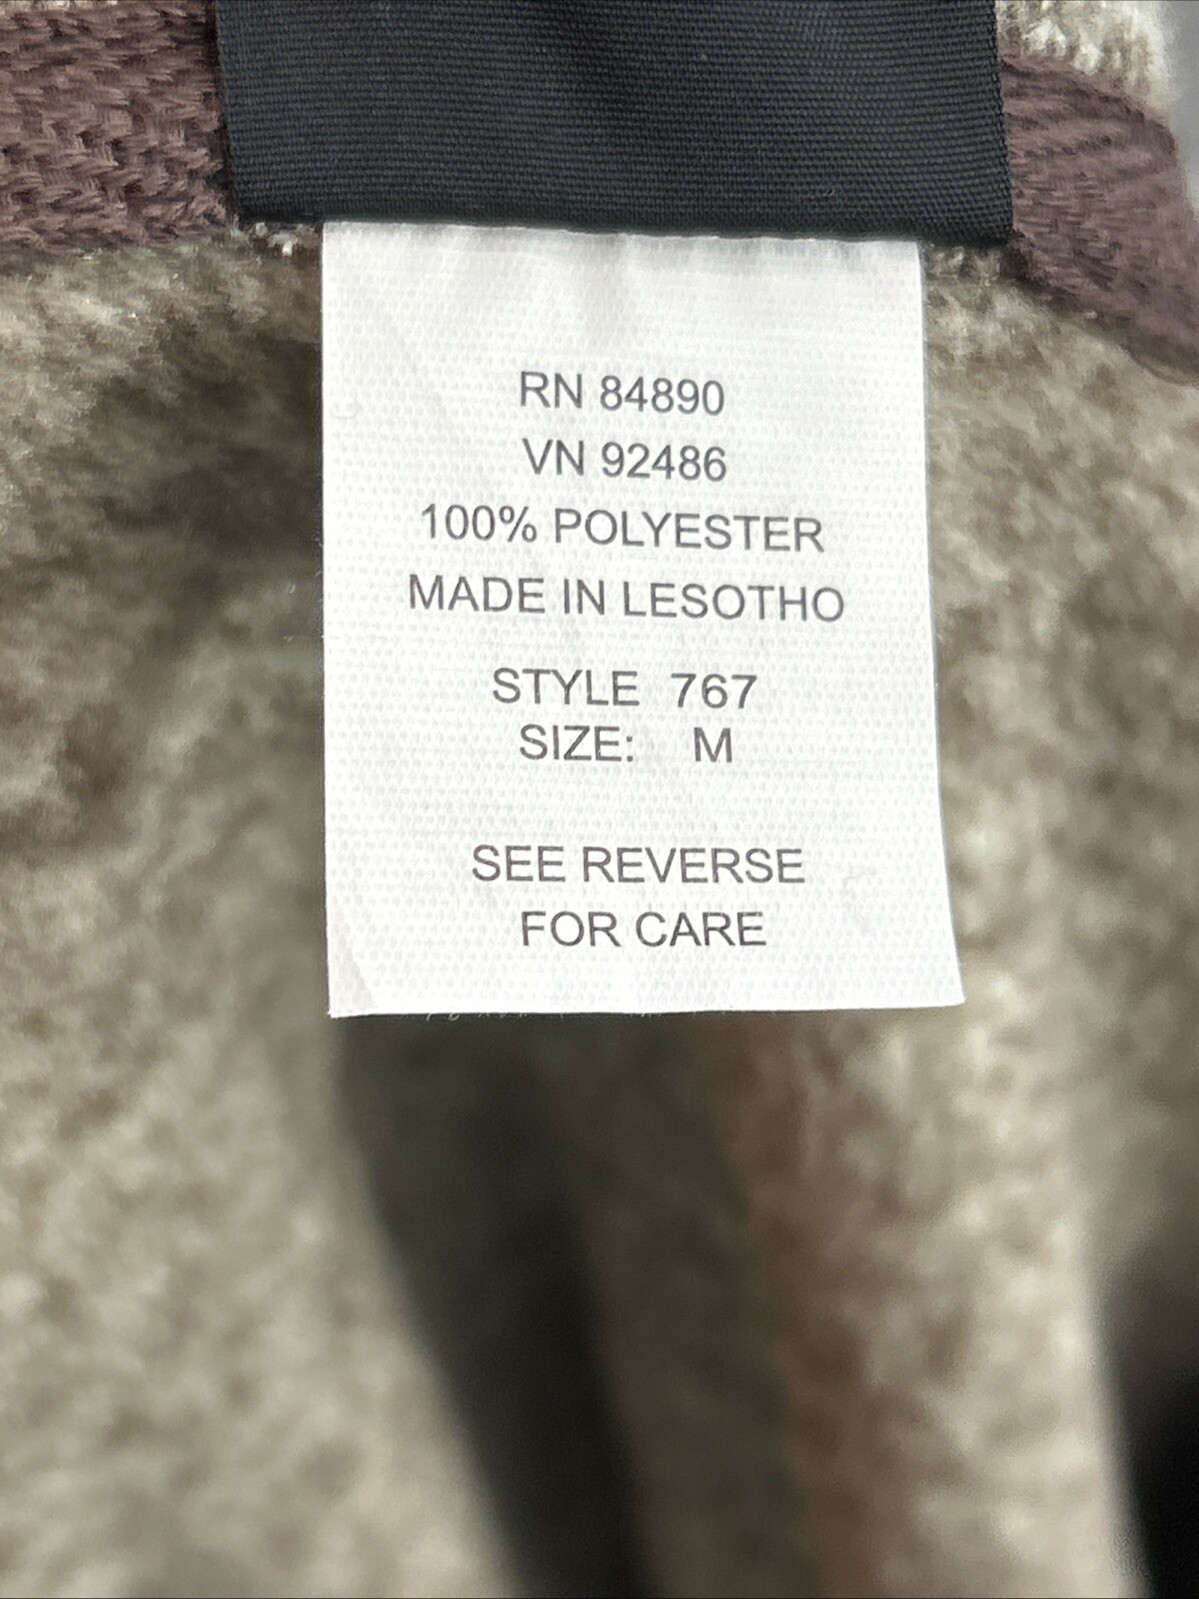 RN 84890
VN 92486
100% POLYESTER
MADE IN LESOTHO
STYLE 767
SIZE: M
SEE REVERSE
FOR CARE